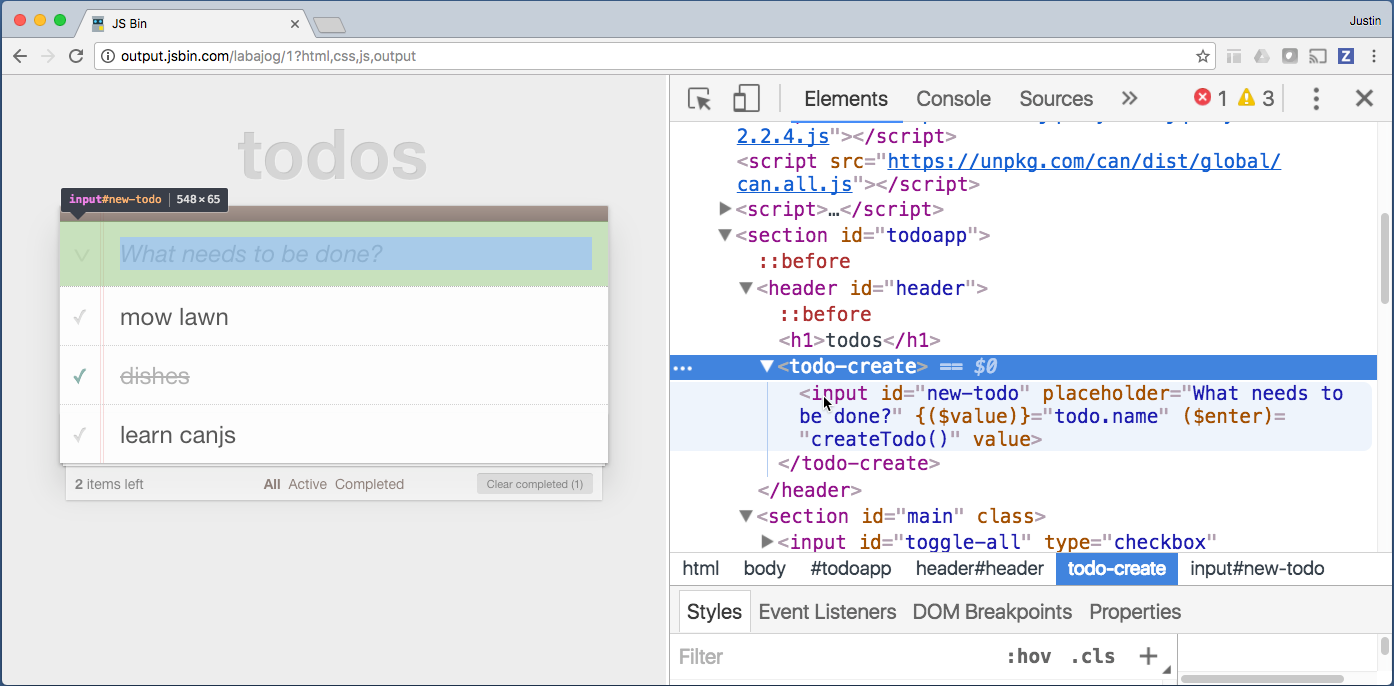 JS Bin
Justin
output.jsbin.com/labajog/1?html,css,js,output
Z
todos
input#new-todo 548×65
What needs to be done?
mow lawn
dishes
learn canjs
2 items left All Active Completed Clear completed (1)
Elements Console Sources 1 3
2.2.4.js"></script>
<script src="https://unpkg.com/can/dist/global/
can.all.js"></script>
<script>…</script>
<section id="todoapp">
::before
<header id="header">
::before
<h1>todos</h1>
<todo-create> == $0
<input id="new-todo" placeholder="What needs to
be done?" {($value)}="todo.name" ($enter)=
"createTodo()" value>
</todo-create>
</header>
<section id="main" class>
<input id="toggle-all" type="checkbox"
html body #todoapp header#header todo-create input#new-todo
Styles Event Listeners DOM Breakpoints Properties
Filter :hov .cls +